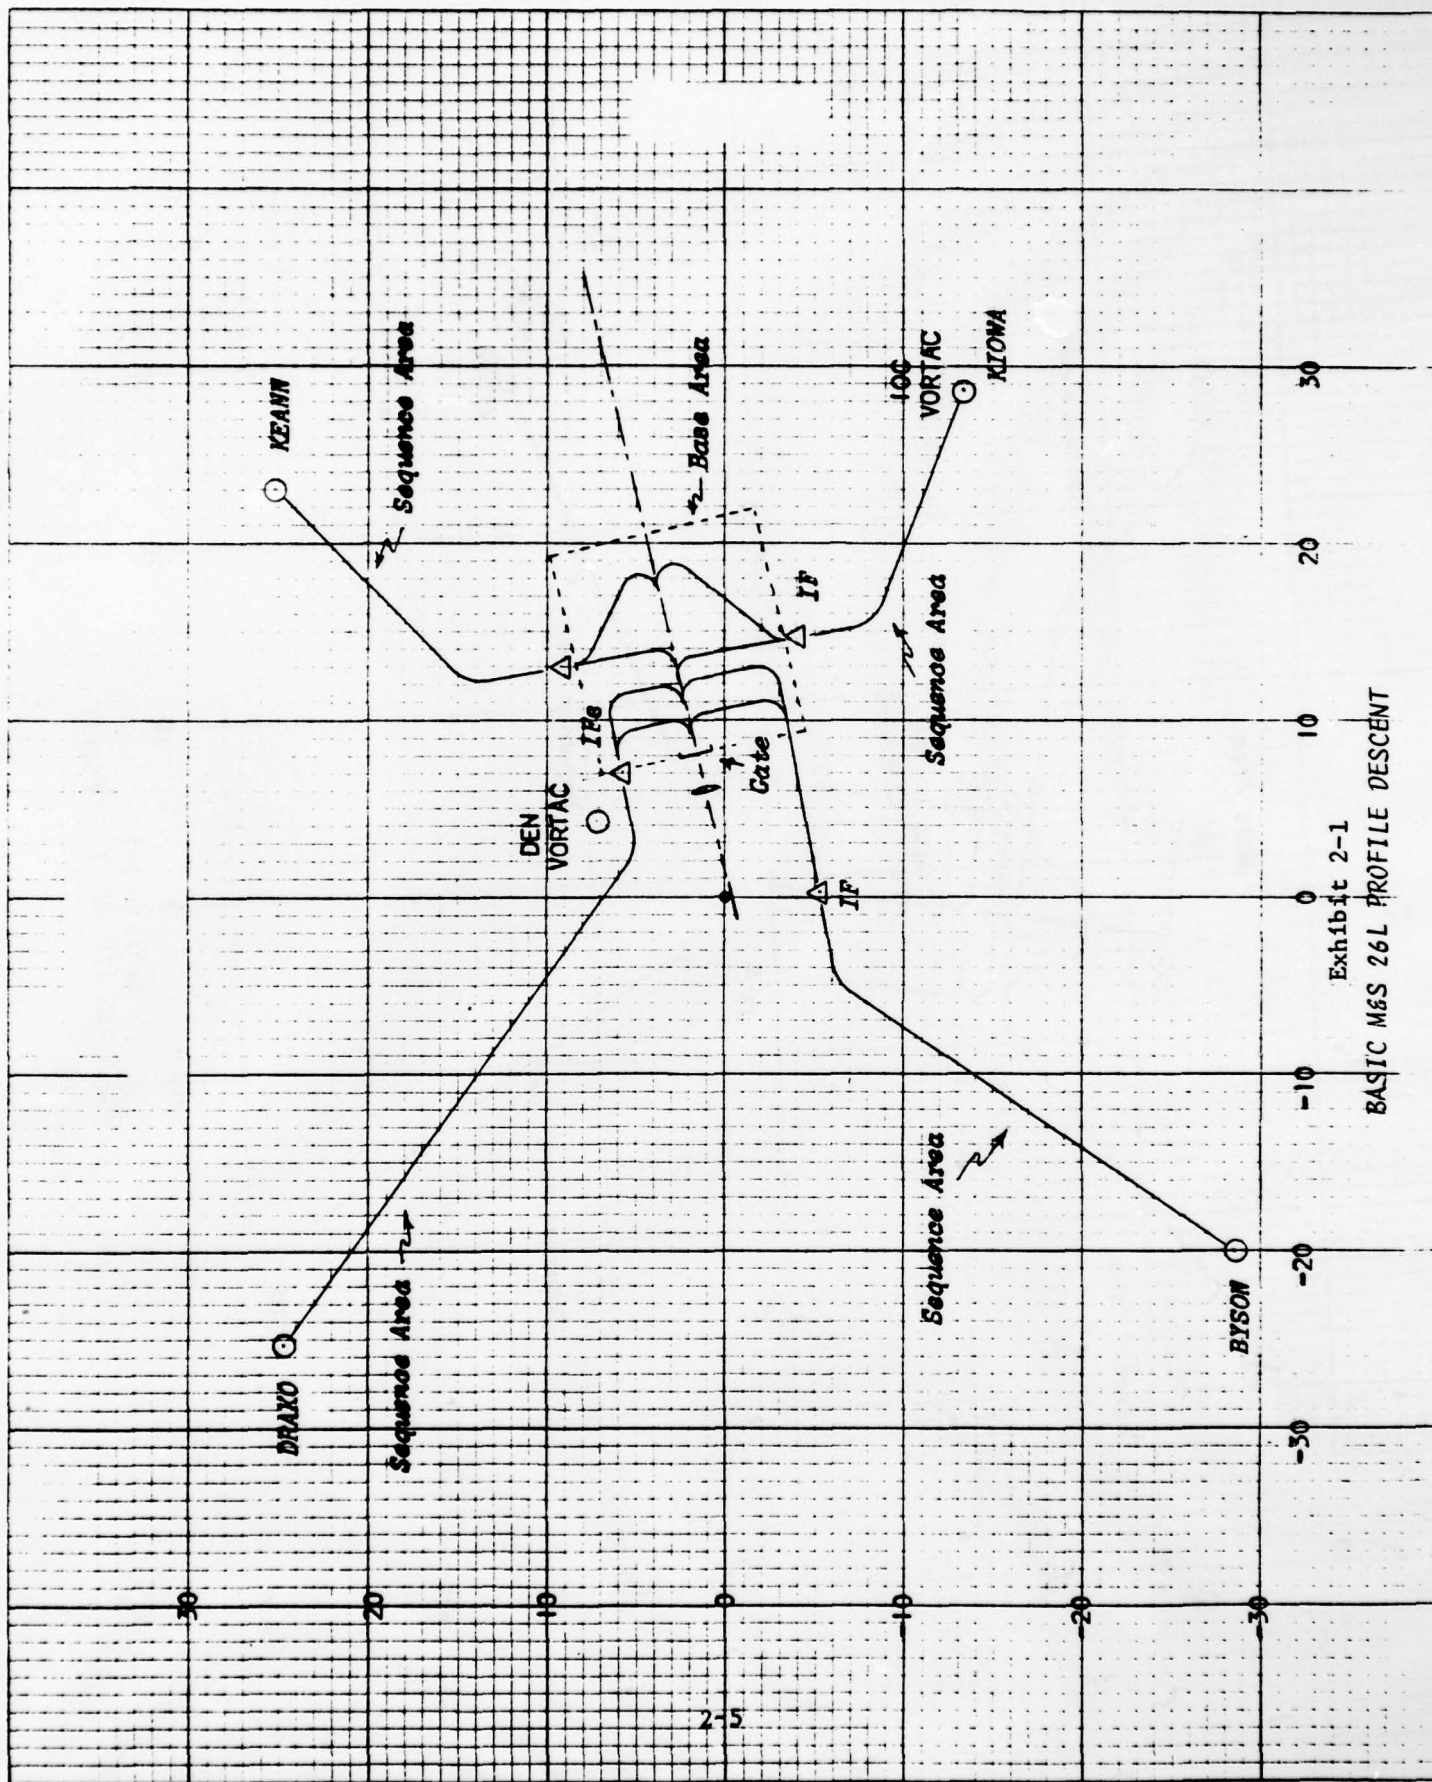 KEANN
Sequence Area
DRAKO
Sequence Area
DEN
VORTAC
IFs
Base Area
Gate
IF
IF
IOC
VORTAC
KIOWA
Sequence Area
Sequence Area
BYSON
30
20
10
0
-10
-20
-30
-30
-20
-10
0
10
20
30
Exhibit 2-1
BASIC M&S 26L PROFILE DESCENT
2-5